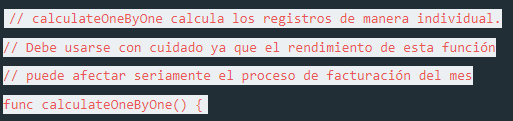 // calculateOneByOne calcula los registros de manera individual.
// Debe usarse con cuidado ya que el rendimiento de esta función
// puede afectar seriamente el proceso de facturación del mes
func calculateOneByOne() {